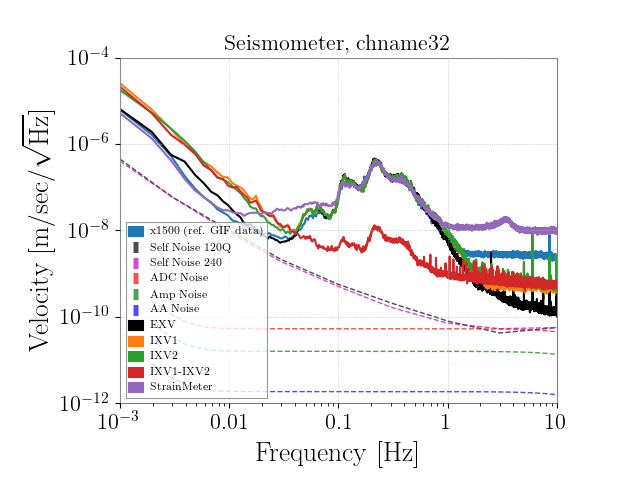 Seismometer, chname32
Velocity [m/sec/√Hz]
10^−4
10^−6
10^−8
10^−10
10^−12
x1500 (ref. GIF data)
Self Noise 120Q
Self Noise 240
ADC Noise
Amp Noise
AA Noise
EXV
IXV1
IXV2
IXV1-IXV2
StrainMeter
10^−3 0.01 0.1 1 10
Frequency [Hz]